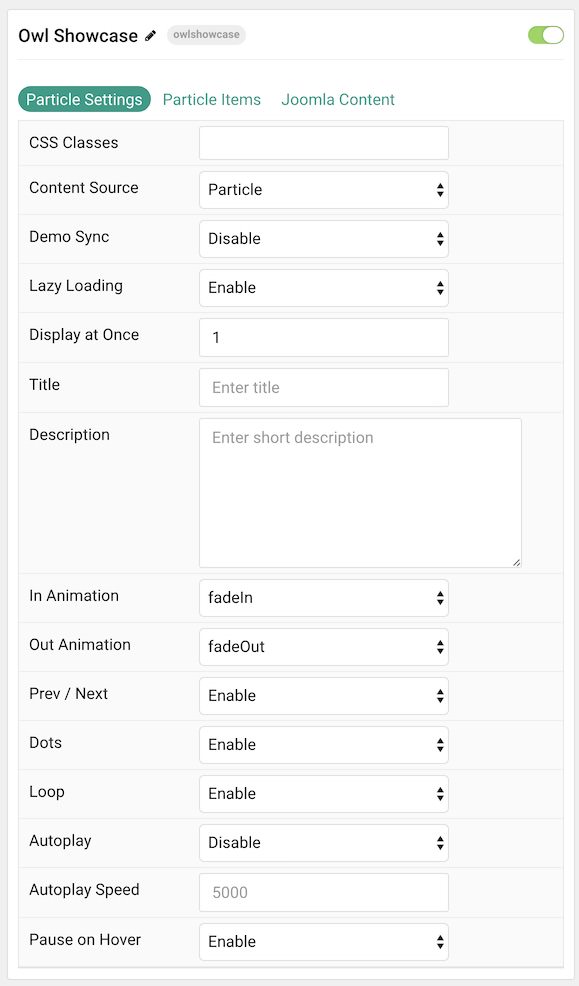 Owl Showcase owlshowcase
Particle Settings Particle Items Joomla Content
CSS Classes
Content Source Particle
Demo Sync Disable
Lazy Loading Enable
Display at Once 1
Title Enter title
Description Enter short description
In Animation fadeIn
Out Animation fadeOut
Prev / Next Enable
Dots Enable
Loop Enable
Autoplay Disable
Autoplay Speed 5000
Pause on Hover Enable